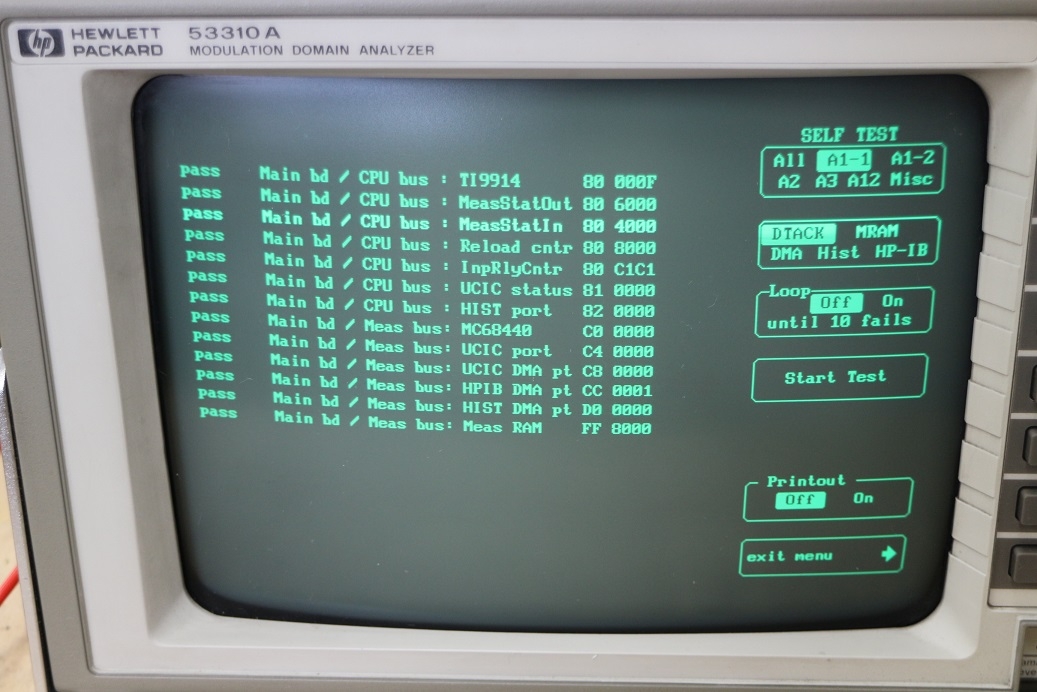 hp HEWLETT PACKARD 53310A
MODULATION DOMAIN ANALYZER
pass Main bd / CPU bus : TI9914 80 000F
pass Main bd / CPU bus : MeasStatOut 80 6000
pass Main bd / CPU bus : MeasStatIn 80 4000
pass Main bd / CPU bus : Reload cntr 80 8000
pass Main bd / CPU bus : InpRlyCntr 80 C1C1
pass Main bd / CPU bus : UCIC status 81 0000
pass Main bd / CPU bus : HIST port 82 0000
pass Main bd / Meas bus: MC68440 C0 0000
pass Main bd / Meas bus: UCIC port C4 0000
pass Main bd / Meas bus: UCIC DMA pt C8 0000
pass Main bd / Meas bus: HPIB DMA pt CC 0001
pass Main bd / Meas bus: HIST DMA pt D0 0000
pass Main bd / Meas bus: Meas RAM FF 8000
SELF TEST
All A1-1 A1-2
A2 A3 A12 Misc
DTACK MRAM
DMA Hist HP-IB
Loop
Off On
until 10 fails
Start Test
Printout
Off On
exit menu